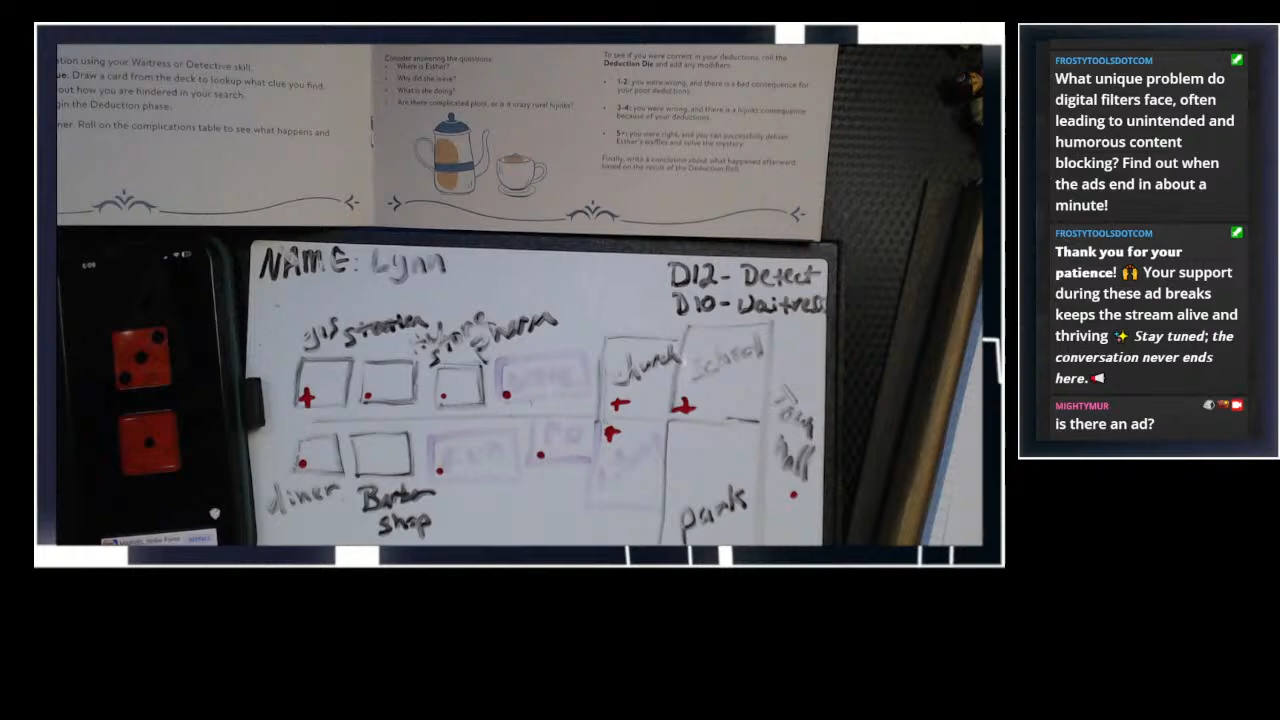 ation using your Waitress or Detective skill.
ue. Draw a card from the deck to lookup what clue you find.
out how you are hindered in your search.
gin the Deduction phase.
ner. Roll on the complications table to see what happens and
Consider answering the questions:
Where is Esther?
Why did she leave?
What is she doing?
Are there complicated plots, or is it crazy rural hijinks?
To see if you were correct in your deductions, roll the
Deduction Die and add any modifiers.
1-2: you were wrong, and there is a bad consequence for
your poor deductions.
3-4: you were wrong, and there is a hijinks consequence
because of your deductions.
5+: you were right, and you can successfully deliver
Esther's waffles and solve the mystery.
Finally, write a conclusion about what happened afterward
based on the result of the Deduction Roll.
NAME: Lynn
D12 - Detect
D10 - Waitress
station
church
school
Town
Hall
PO
diner
Barber
shop
park
FROSTYTOOLSDOTCOM
What unique problem do
digital filters face, often
leading to unintended and
humorous content
blocking? Find out when
the ads end in about a
minute!
FROSTYTOOLSDOTCOM
Thank you for your
patience! 🙌 Your support
during these ad breaks
keeps the stream alive and
thriving ✨ Stay tuned; the
conversation never ends
here. 📢
MIGHTYMUR
is there an ad?